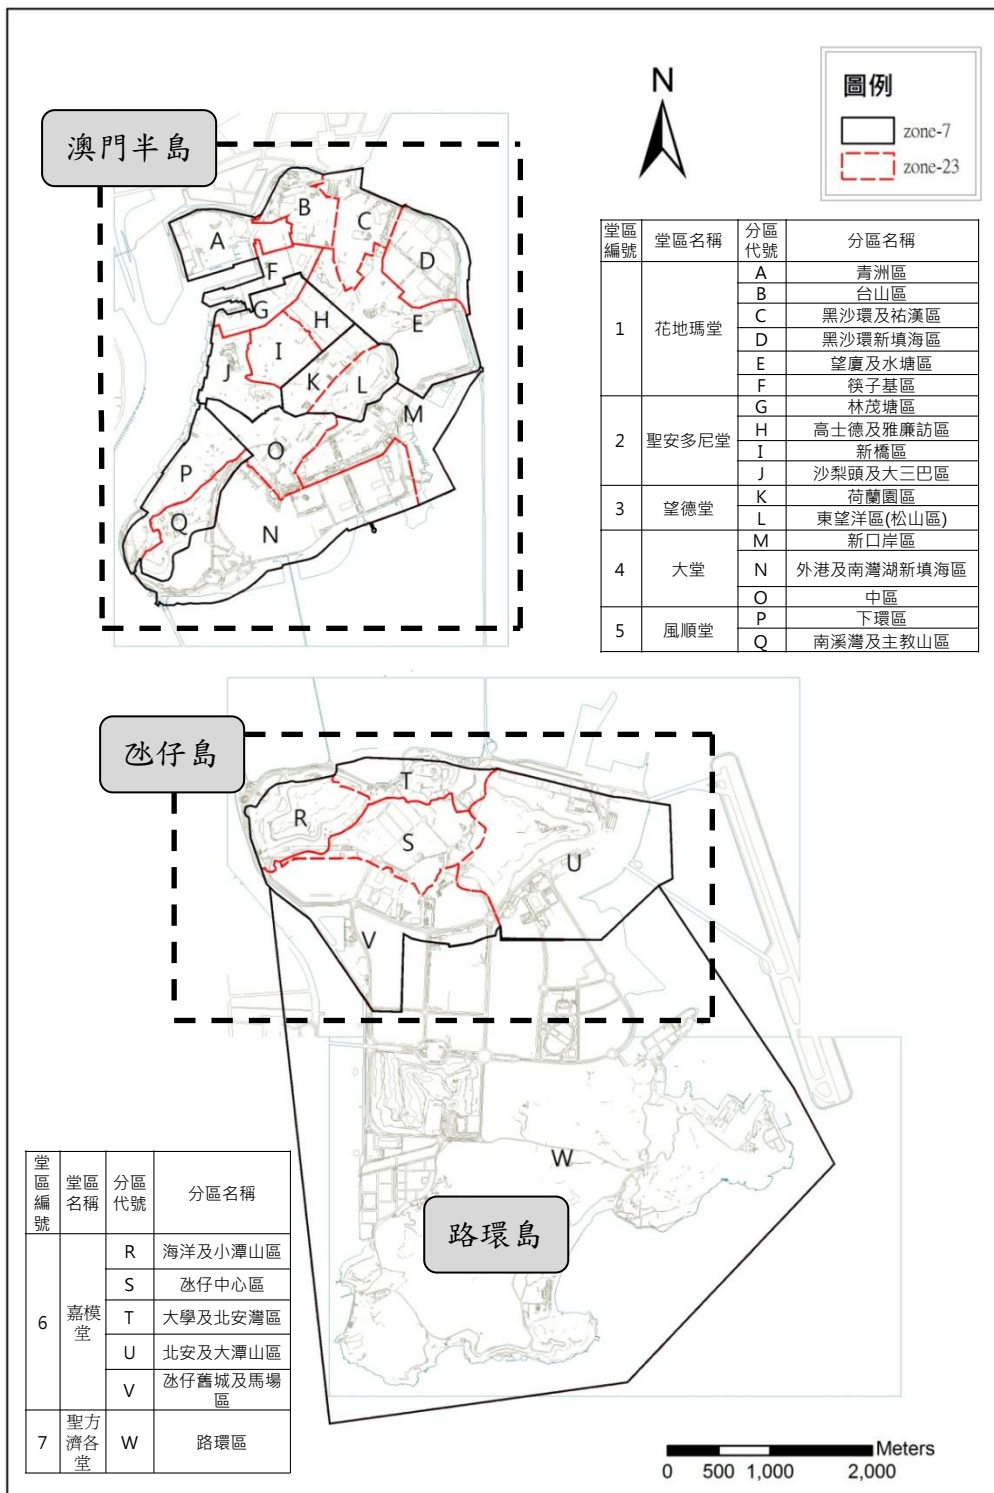 N
圖例
zone-7
zone-23
澳門半島
A
B
C
D
E
F
G
H
I
J
K
L
M
N
O
P
Q
堂區編號 堂區名稱 分區代號 分區名稱
1 花地瑪堂
A 青洲區
B 台山區
C 黑沙環及祐漢區
D 黑沙環新填海區
E 望廈及水塘區
F 筷子基區
2 聖安多尼堂
G 林茂塘區
H 高士德及雅廉訪區
I 新橋區
J 沙梨頭及大三巴區
3 望德堂
K 荷蘭園區
L 東望洋區(松山區)
4 大堂
M 新口岸區
N 外港及南灣湖新填海區
O 中區
5 風順堂
P 下環區
Q 南溪灣及主教山區
氹仔島
R
S
T
U
V
W
路環島
堂區編號 堂區名稱 分區代號 分區名稱
6 嘉模堂
R 海洋及小潭山區
S 氹仔中心區
T 大學及北安灣區
U 北安及大潭山區
V 氹仔舊城及馬場區
7 聖方濟各堂
W 路環區
Meters
0 500 1,000 2,000